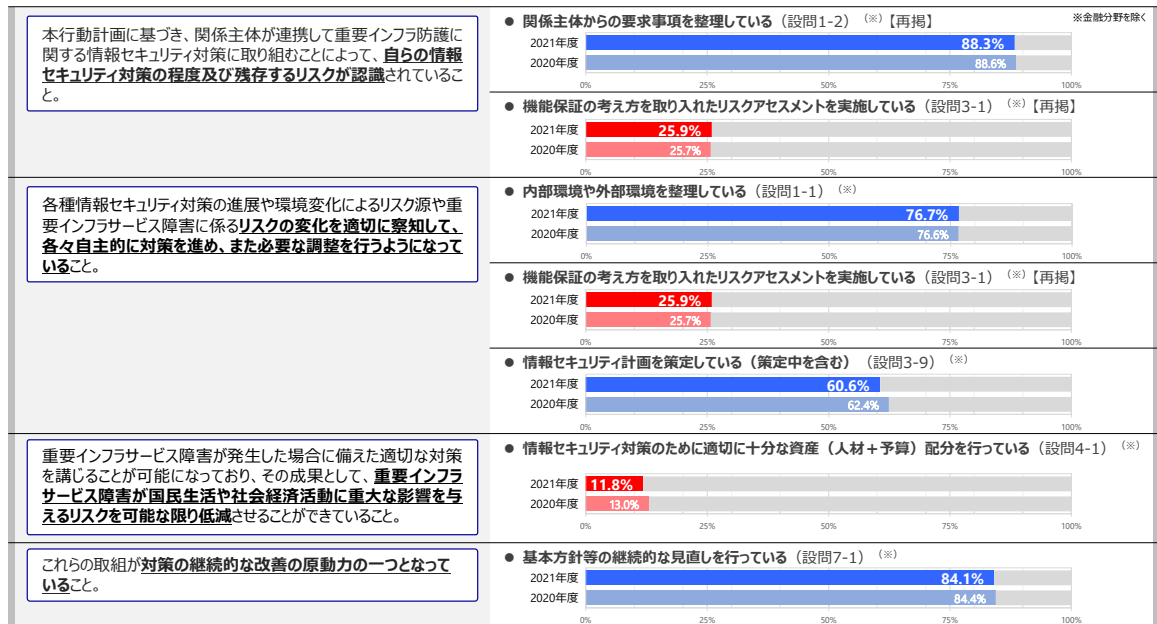 ※金融分野を除く
本行動計画に基づき、関係主体が連携して重要インフラ防護に
関する情報セキュリティ対策に取り組むことによって、自らの情報
セキュリティ対策の程度及び残存するリスクが認識されているこ
と。
● 関係主体からの要求事項を整理している（設問1-2）（※）【再掲】
2021年度 88.3%
2020年度 88.6%
0% 25% 50% 75% 100%
● 機能保証の考え方を取り入れたリスクアセスメントを実施している（設問3-1）（※）【再掲】
2021年度 25.9%
2020年度 25.7%
0% 25% 50% 75% 100%
各種情報セキュリティ対策の進展や環境変化によるリスク源や重
要インフラサービス障害に係るリスクの変化を適切に察知して、
各々自主的に対策を進め、また必要な調整を行うようになって
いること。
● 内部環境や外部環境を整理している（設問1-1）（※）
2021年度 76.7%
2020年度 76.6%
0% 25% 50% 75% 100%
● 機能保証の考え方を取り入れたリスクアセスメントを実施している（設問3-1）（※）【再掲】
2021年度 25.9%
2020年度 25.7%
0% 25% 50% 75% 100%
● 情報セキュリティ計画を策定している（策定中を含む）（設問3-9）（※）
2021年度 60.6%
2020年度 62.4%
0% 25% 50% 75% 100%
重要インフラサービス障害が発生した場合に備えた適切な対策
を講じることが可能になっており、その成果として、重要インフラ
サービス障害が国民生活や社会経済活動に重大な影響を与
えるリスクを可能な限り低減させることができていること。
● 情報セキュリティ対策のために適切に十分な資産（人材＋予算）配分を行っている（設問4-1）（※）
2021年度 11.8%
2020年度 13.0%
0% 25% 50% 75% 100%
これらの取組が対策の継続的な改善の原動力の一つとなって
いること。
● 基本方針等の継続的な見直しを行っている（設問7-1）（※）
2021年度 84.1%
2020年度 84.4%
0% 25% 50% 75% 100%